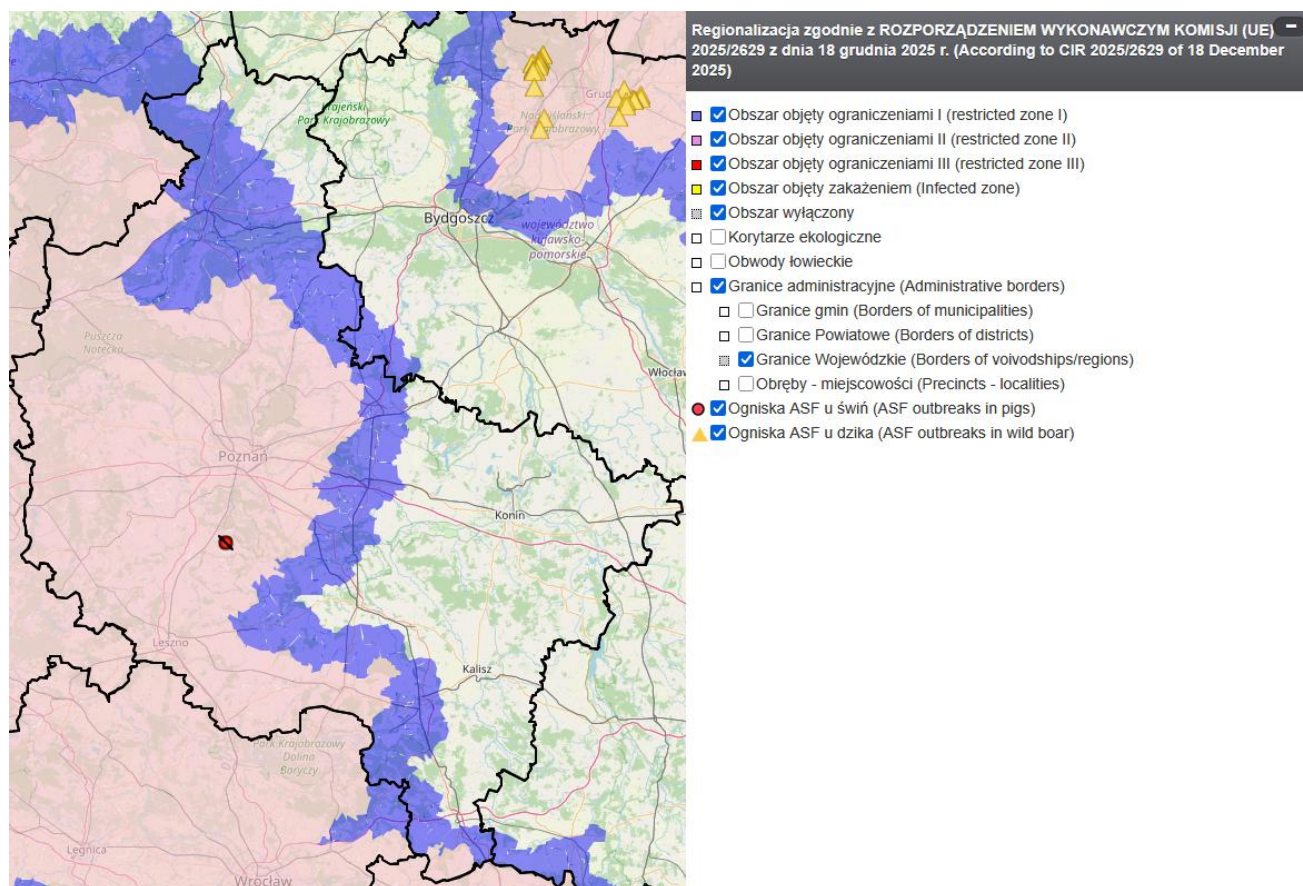 Regionalizacja zgodnie z ROZPORZĄDZENIEM WYKONAWCZYM KOMISJI (UE)
2025/2629 z dnia 18 grudnia 2025 r. (According to CIR 2025/2629 of 18 December
2025)
Obszar objęty ograniczeniami I (restricted zone I)
Obszar objęty ograniczeniami II (restricted zone II)
Obszar objęty ograniczeniami III (restricted zone III)
Obszar objęty zakażeniem (Infected zone)
Obszar wyłączony
Korytarze ekologiczne
Obwody łowieckie
Granice administracyjne (Administrative borders)
Granice gmin (Borders of municipalities)
Granice Powiatowe (Borders of districts)
Granice Wojewódzkie (Borders of voivodships/regions)
Obręby - miejscowości (Precincts - localities)
Ogniska ASF u świń (ASF outbreaks in pigs)
Ogniska ASF u dzika (ASF outbreaks in wild boar)
Krajeński
Park Krajobrazowy
Park
Bydgoszcz
województwo
kujawsko-
pomorskie
Puszcza
Notecka
Poznań
Konin
Leszno
Kalisz
Park Krajobrazowy
Dolina
Baryczy
Legnica
Wrocław